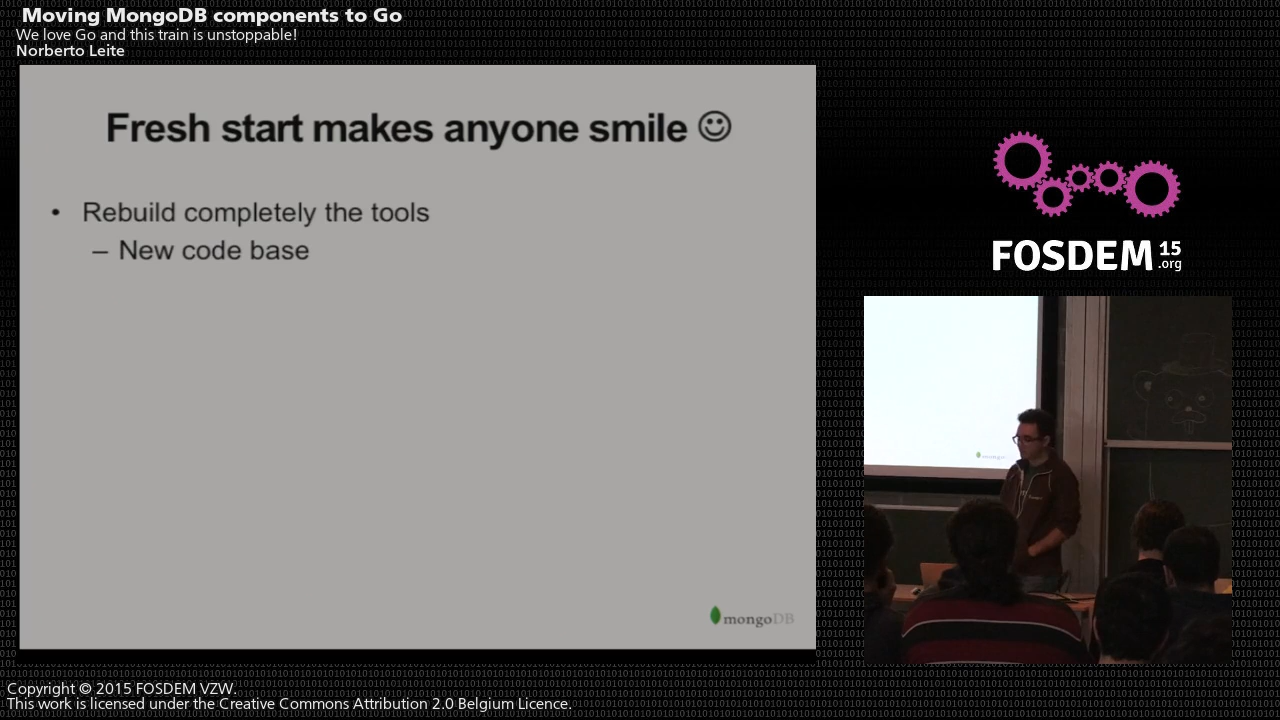 Moving MongoDB components to Go
We love Go and this train is unstoppable!
Norberto Leite
Fresh start makes anyone smile ☺
• Rebuild completely the tools
– New code base
mongoDB
FOSDEM 15
.org
mongo
Copyright © 2015 FOSDEM VZW.
This work is licensed under the Creative Commons Attribution 2.0 Belgium Licence.